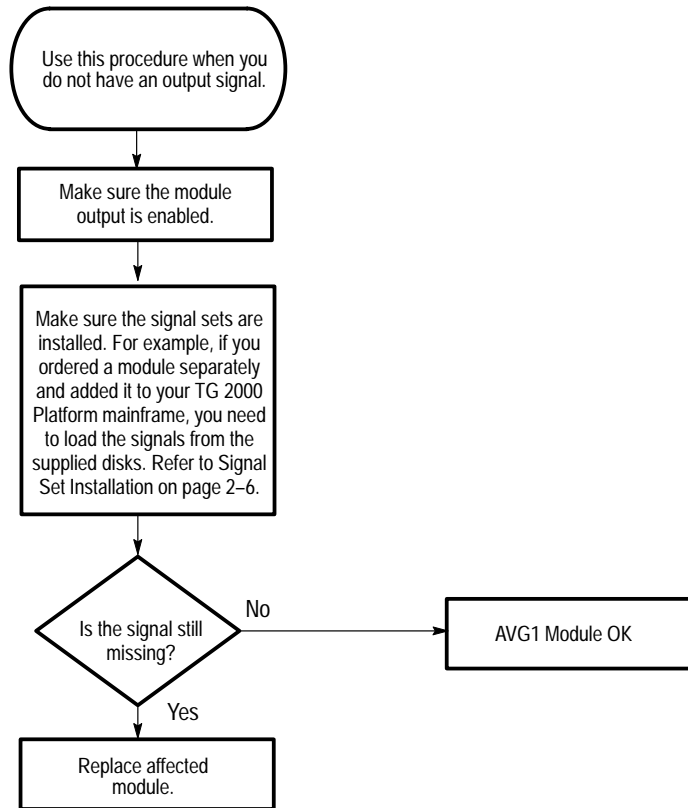 Use this procedure when you
do not have an output signal.
Make sure the module
output is enabled.
Make sure the signal sets are
installed. For example, if you
ordered a module separately
and added it to your TG 2000
Platform mainframe, you need
to load the signals from the
supplied disks. Refer to Signal
Set Installation on page 2–6.
Is the signal still
missing?
No
AVG1 Module OK
Yes
Replace affected
module.